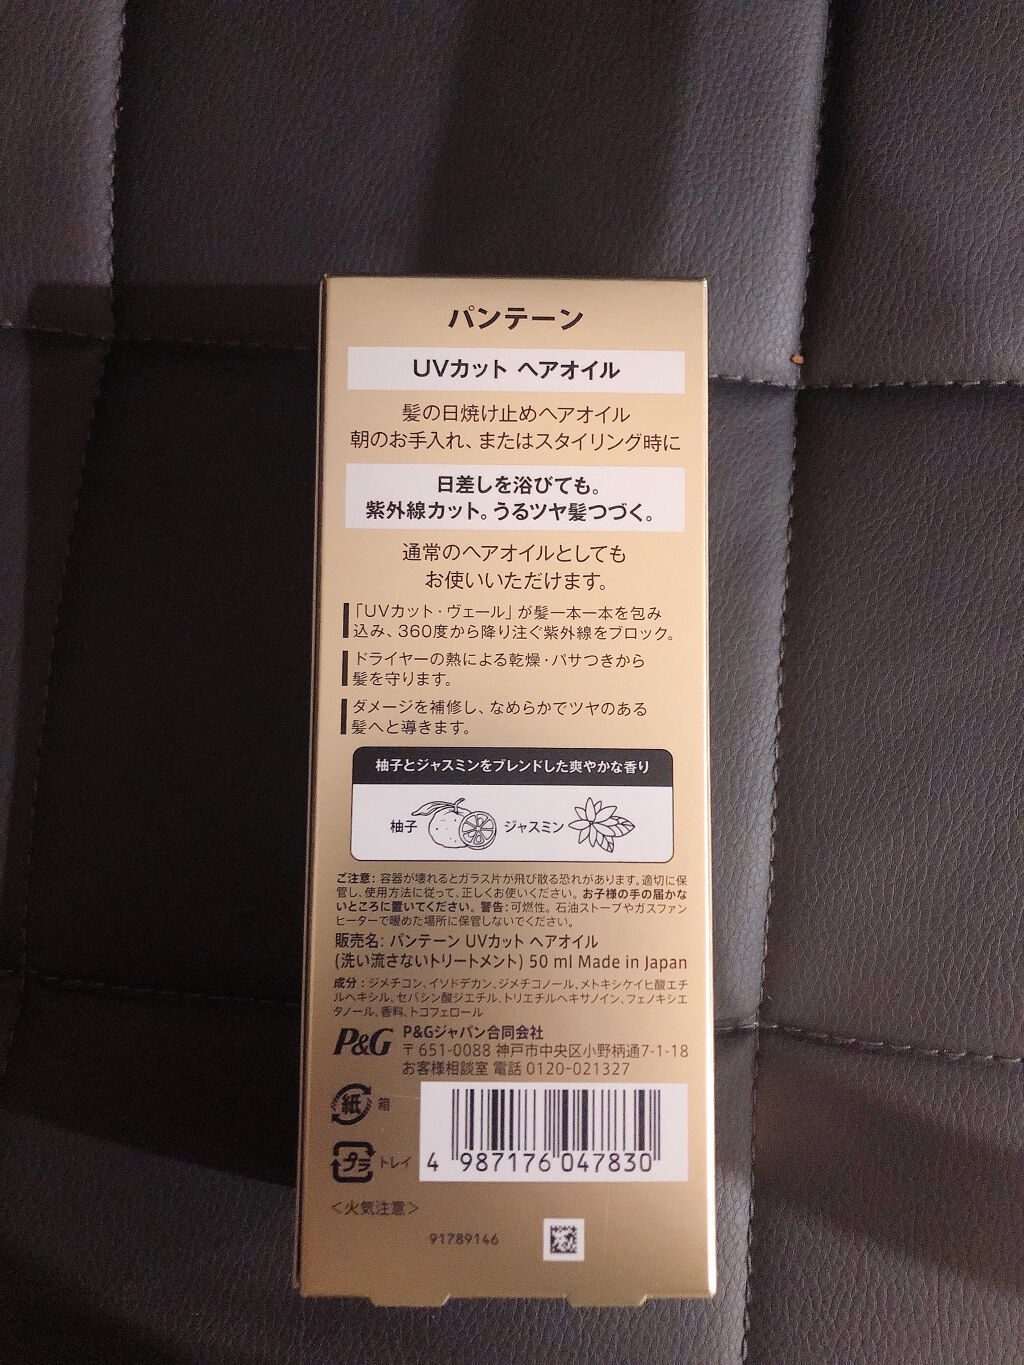 パンテーン
UVカット ヘアオイル
髪の日焼け止めヘアオイル
朝のお手入れ、またはスタイリング時に
日差しを浴びても。
紫外線カット。うるツヤ髪つづく。
通常のヘアオイルとしても
お使いいただけます。
「UVカット・ヴェール」が髪一本一本を包み
込み、360度から降り注ぐ紫外線をブロック。
ドライヤーの熱による乾燥・パサつきから
髪を守ります。
ダメージを補修し、なめらかでツヤのある
髪へと導きます。
柚子とジャスミンをブレンドした爽やかな香り
柚子 ジャスミン
ご注意: 容器が壊れるとガラス片が飛び散る恐れがあります。適切に保
管し、使用方法に従って、正しくお使いください。お子様の手の届かな
いところに置いてください。警告: 可燃性。石油ストーブやガスファン
ヒーターで暖めた場所に保管しないでください。
販売名: パンテーン UVカット ヘアオイル
(洗い流さないトリートメント) 50 ml Made in Japan
成分 : ジメチコン、イソドデカン、ジメチコノール、メトキシケイヒ酸エチ
ルヘキシル、セバシン酸ジエチル、トリエチルヘキサノイン、フェノキシエ
タノール、香料、トコフェロール
P&G P&Gジャパン合同会社
〒651-0088 神戸市中央区小野柄通7-1-18
お客様相談室 電話 0120-021327
紙 箱
プラ トレイ
4 987176 047830
＜火気注意＞
91789146